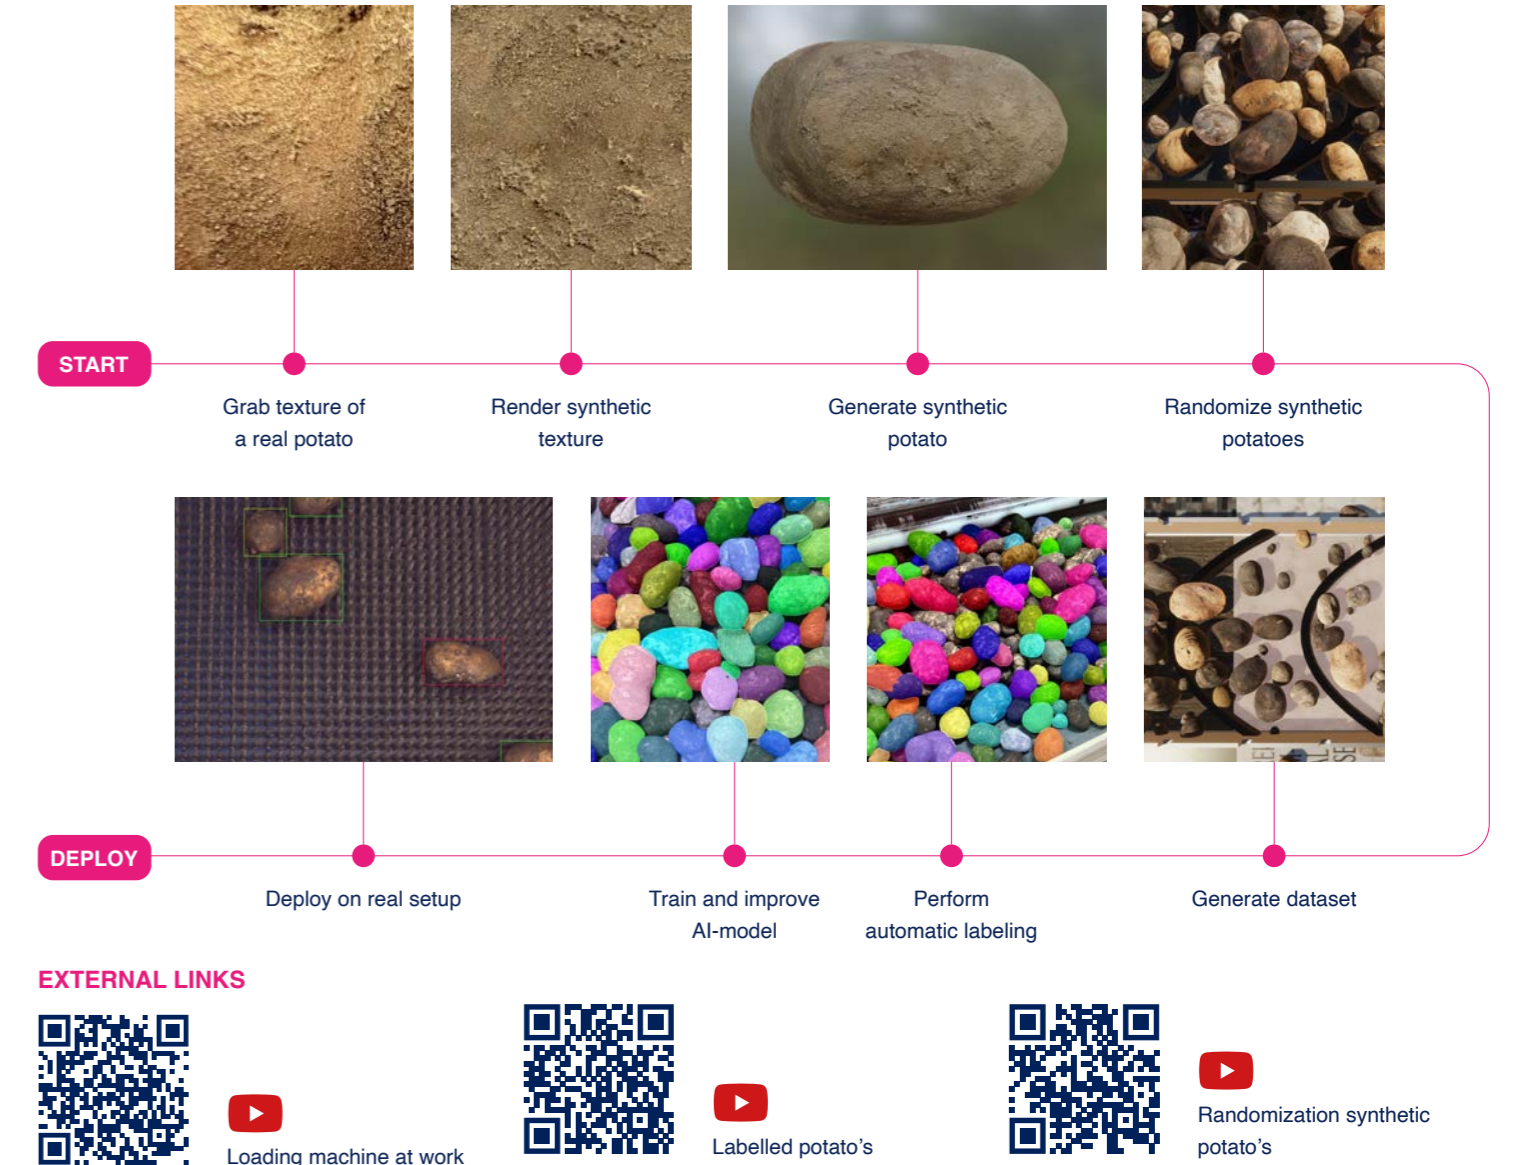 START
Grab texture of
a real potato
Render synthetic
texture
Generate synthetic
potato
Randomize synthetic
potatoes
DEPLOY
Deploy on real setup
Train and improve
AI-model
Perform
automatic labeling
Generate dataset
EXTERNAL LINKS
Loading machine at work
Labelled potato’s
Randomization synthetic
potato’s